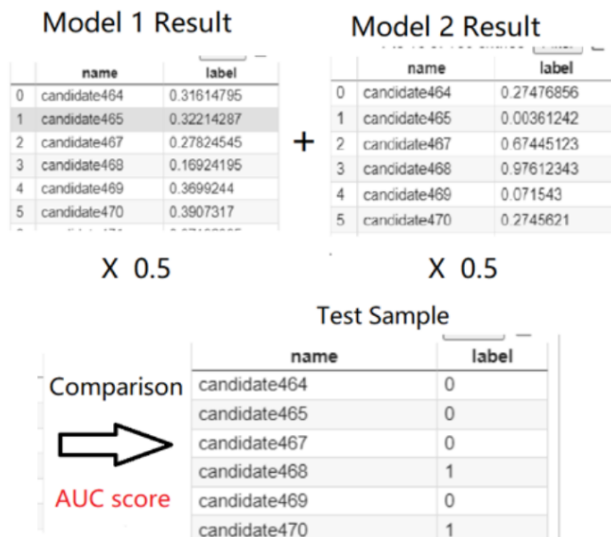 Model 1 Result
name label
0 candidate464 0.31614795
1 candidate465 0.32214287
2 candidate467 0.27824545
3 candidate468 0.16924195
4 candidate469 0.3699244
5 candidate470 0.3907317
+
Model 2 Result
name label
0 candidate464 0.27476856
1 candidate465 0.00361242
2 candidate467 0.67445123
3 candidate468 0.97612343
4 candidate469 0.071543
5 candidate470 0.2745621
X 0.5
X 0.5
Test Sample
name label
candidate464 0
candidate465 0
candidate467 0
candidate468 1
candidate469 0
candidate470 1
Comparison
AUC score